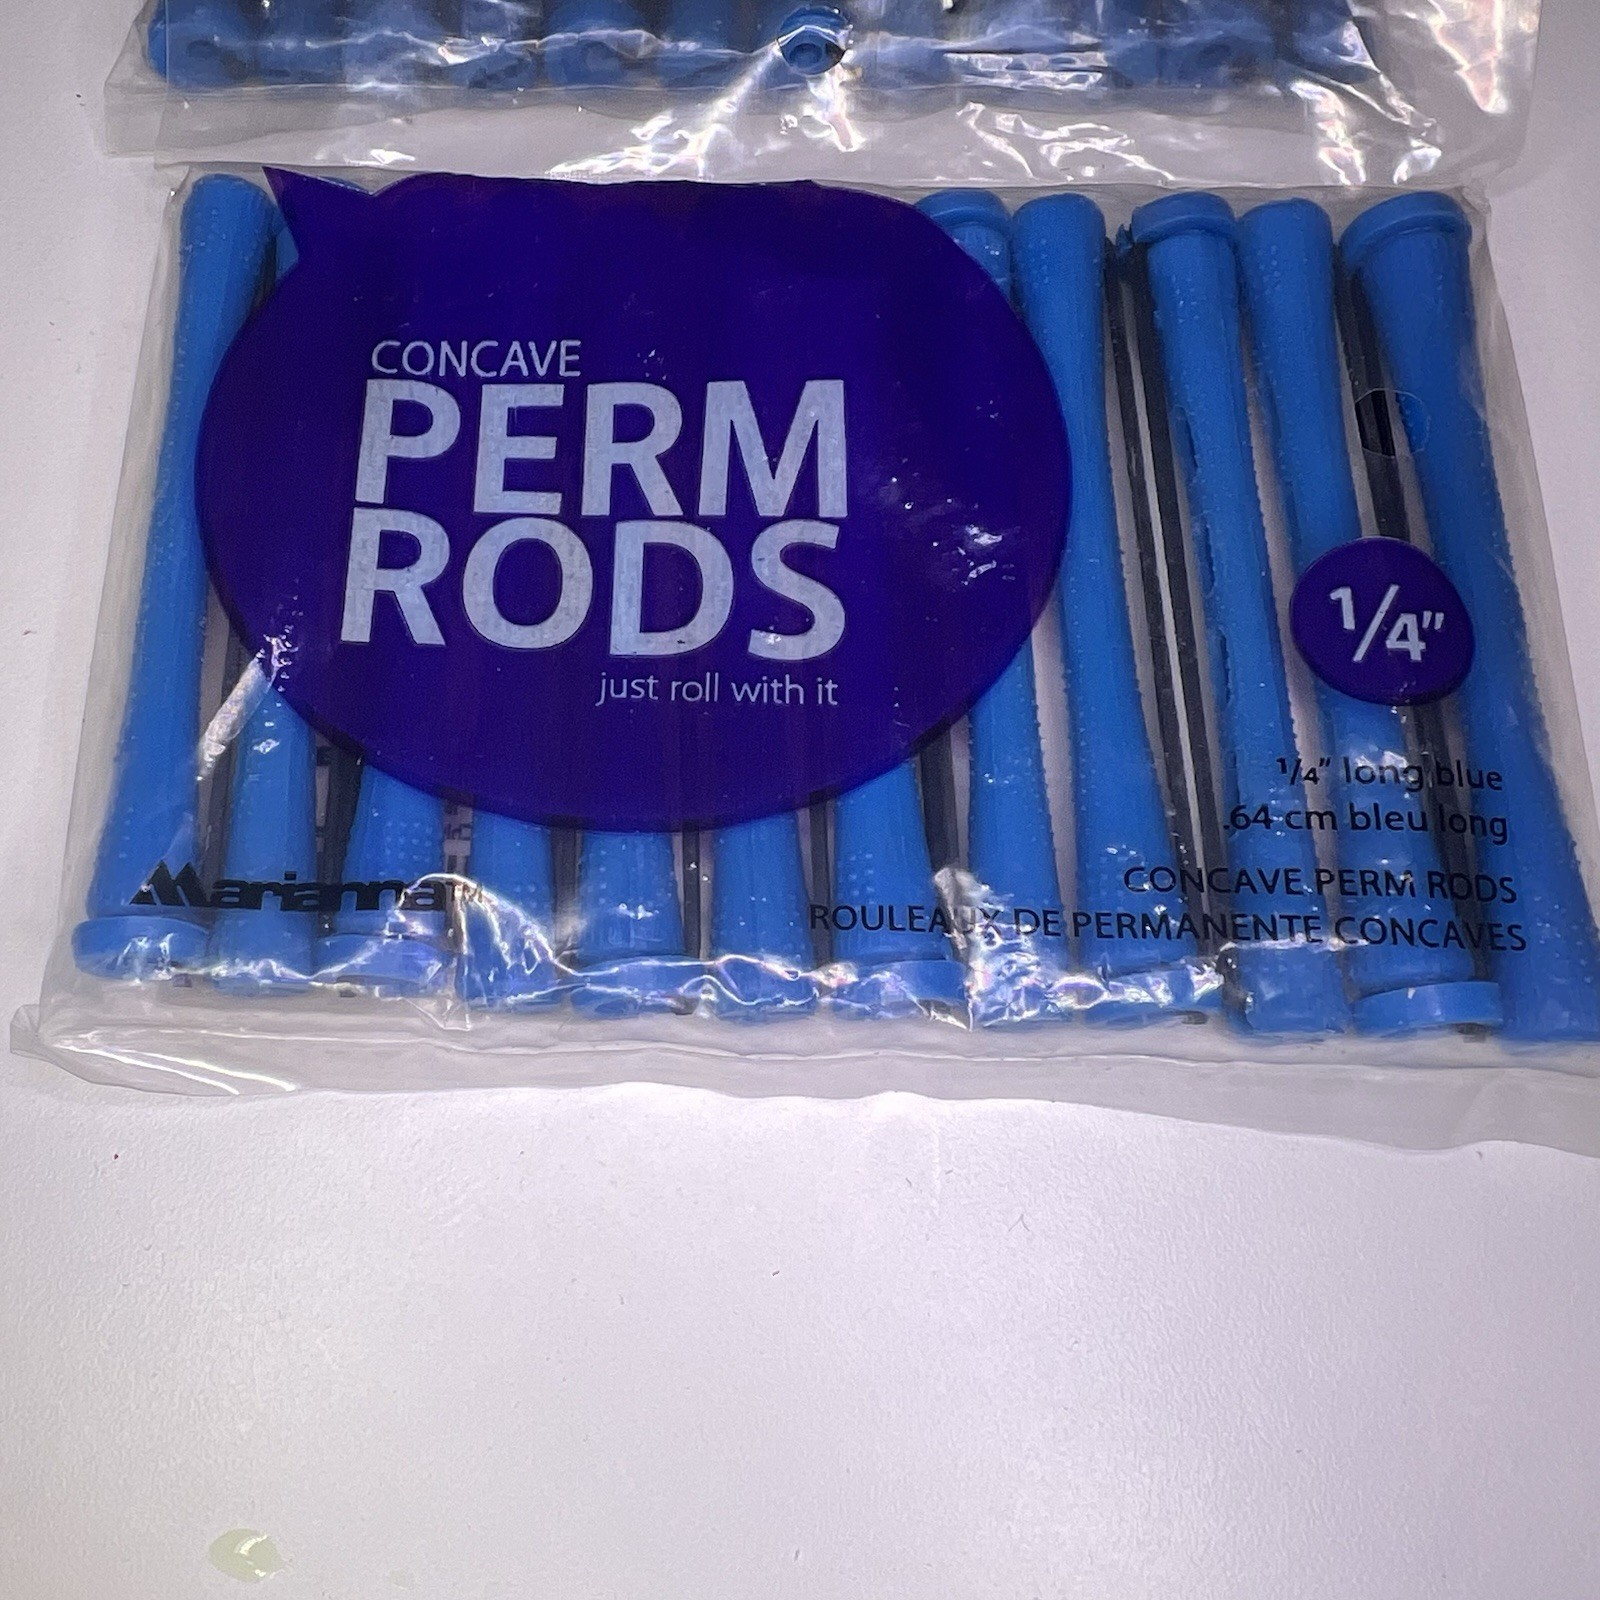 CONCAVE
PERM
RODS
just roll with it
1/4"
1/4" long blue
.64 cm bleu long
Marianna™
CONCAVE PERM RODS
ROULEAUX DE PERMANENTE CONCAVES